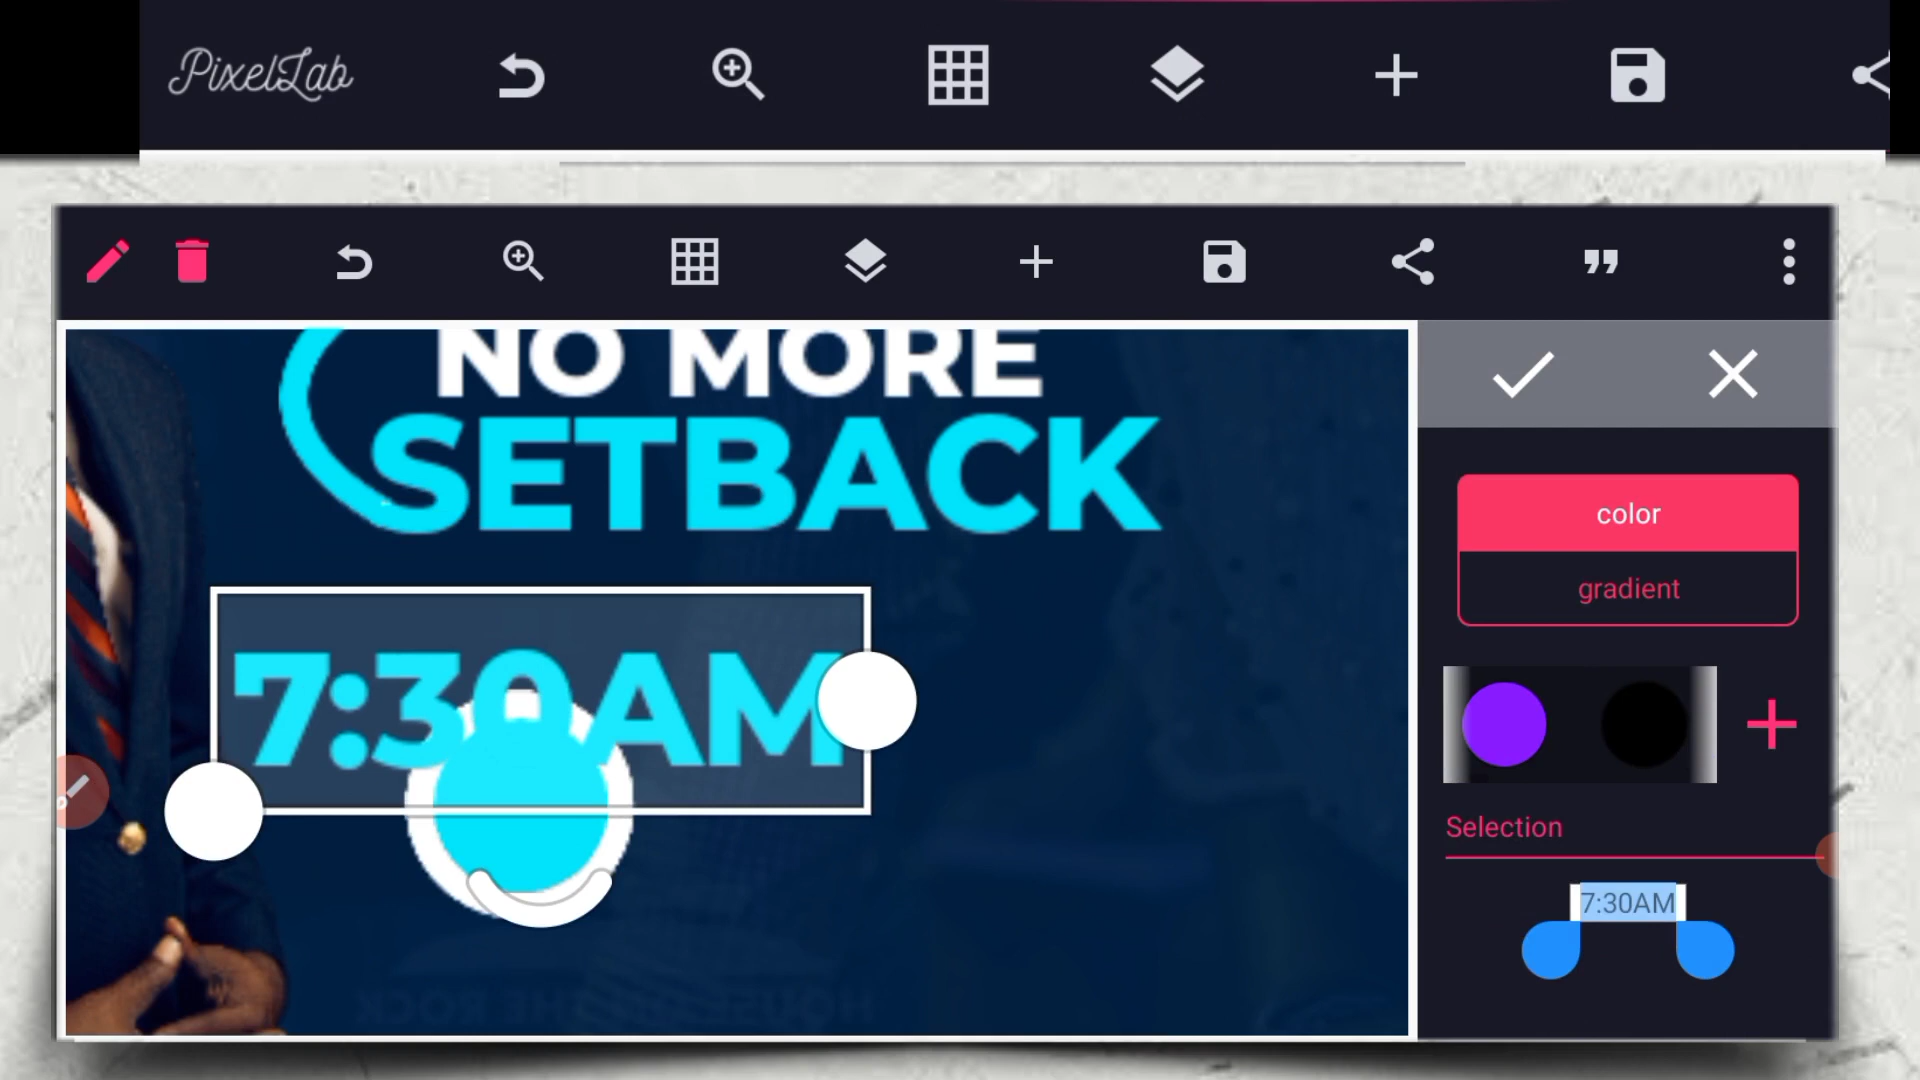 PixelLab
NO MORE
SETBACK
7:30AM
color
gradient
Selection
7:30AM